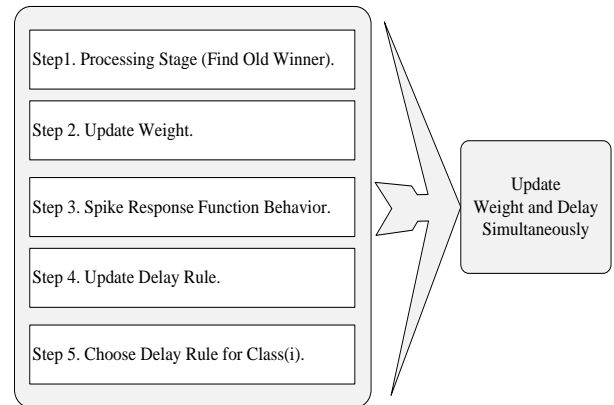 Step1. Processing Stage (Find Old Winner).
Step 2. Update Weight.
Step 3. Spike Response Function Behavior.
Step 4. Update Delay Rule.
Step 5. Choose Delay Rule for Class(i).
Update
Weight and Delay
Simultaneously